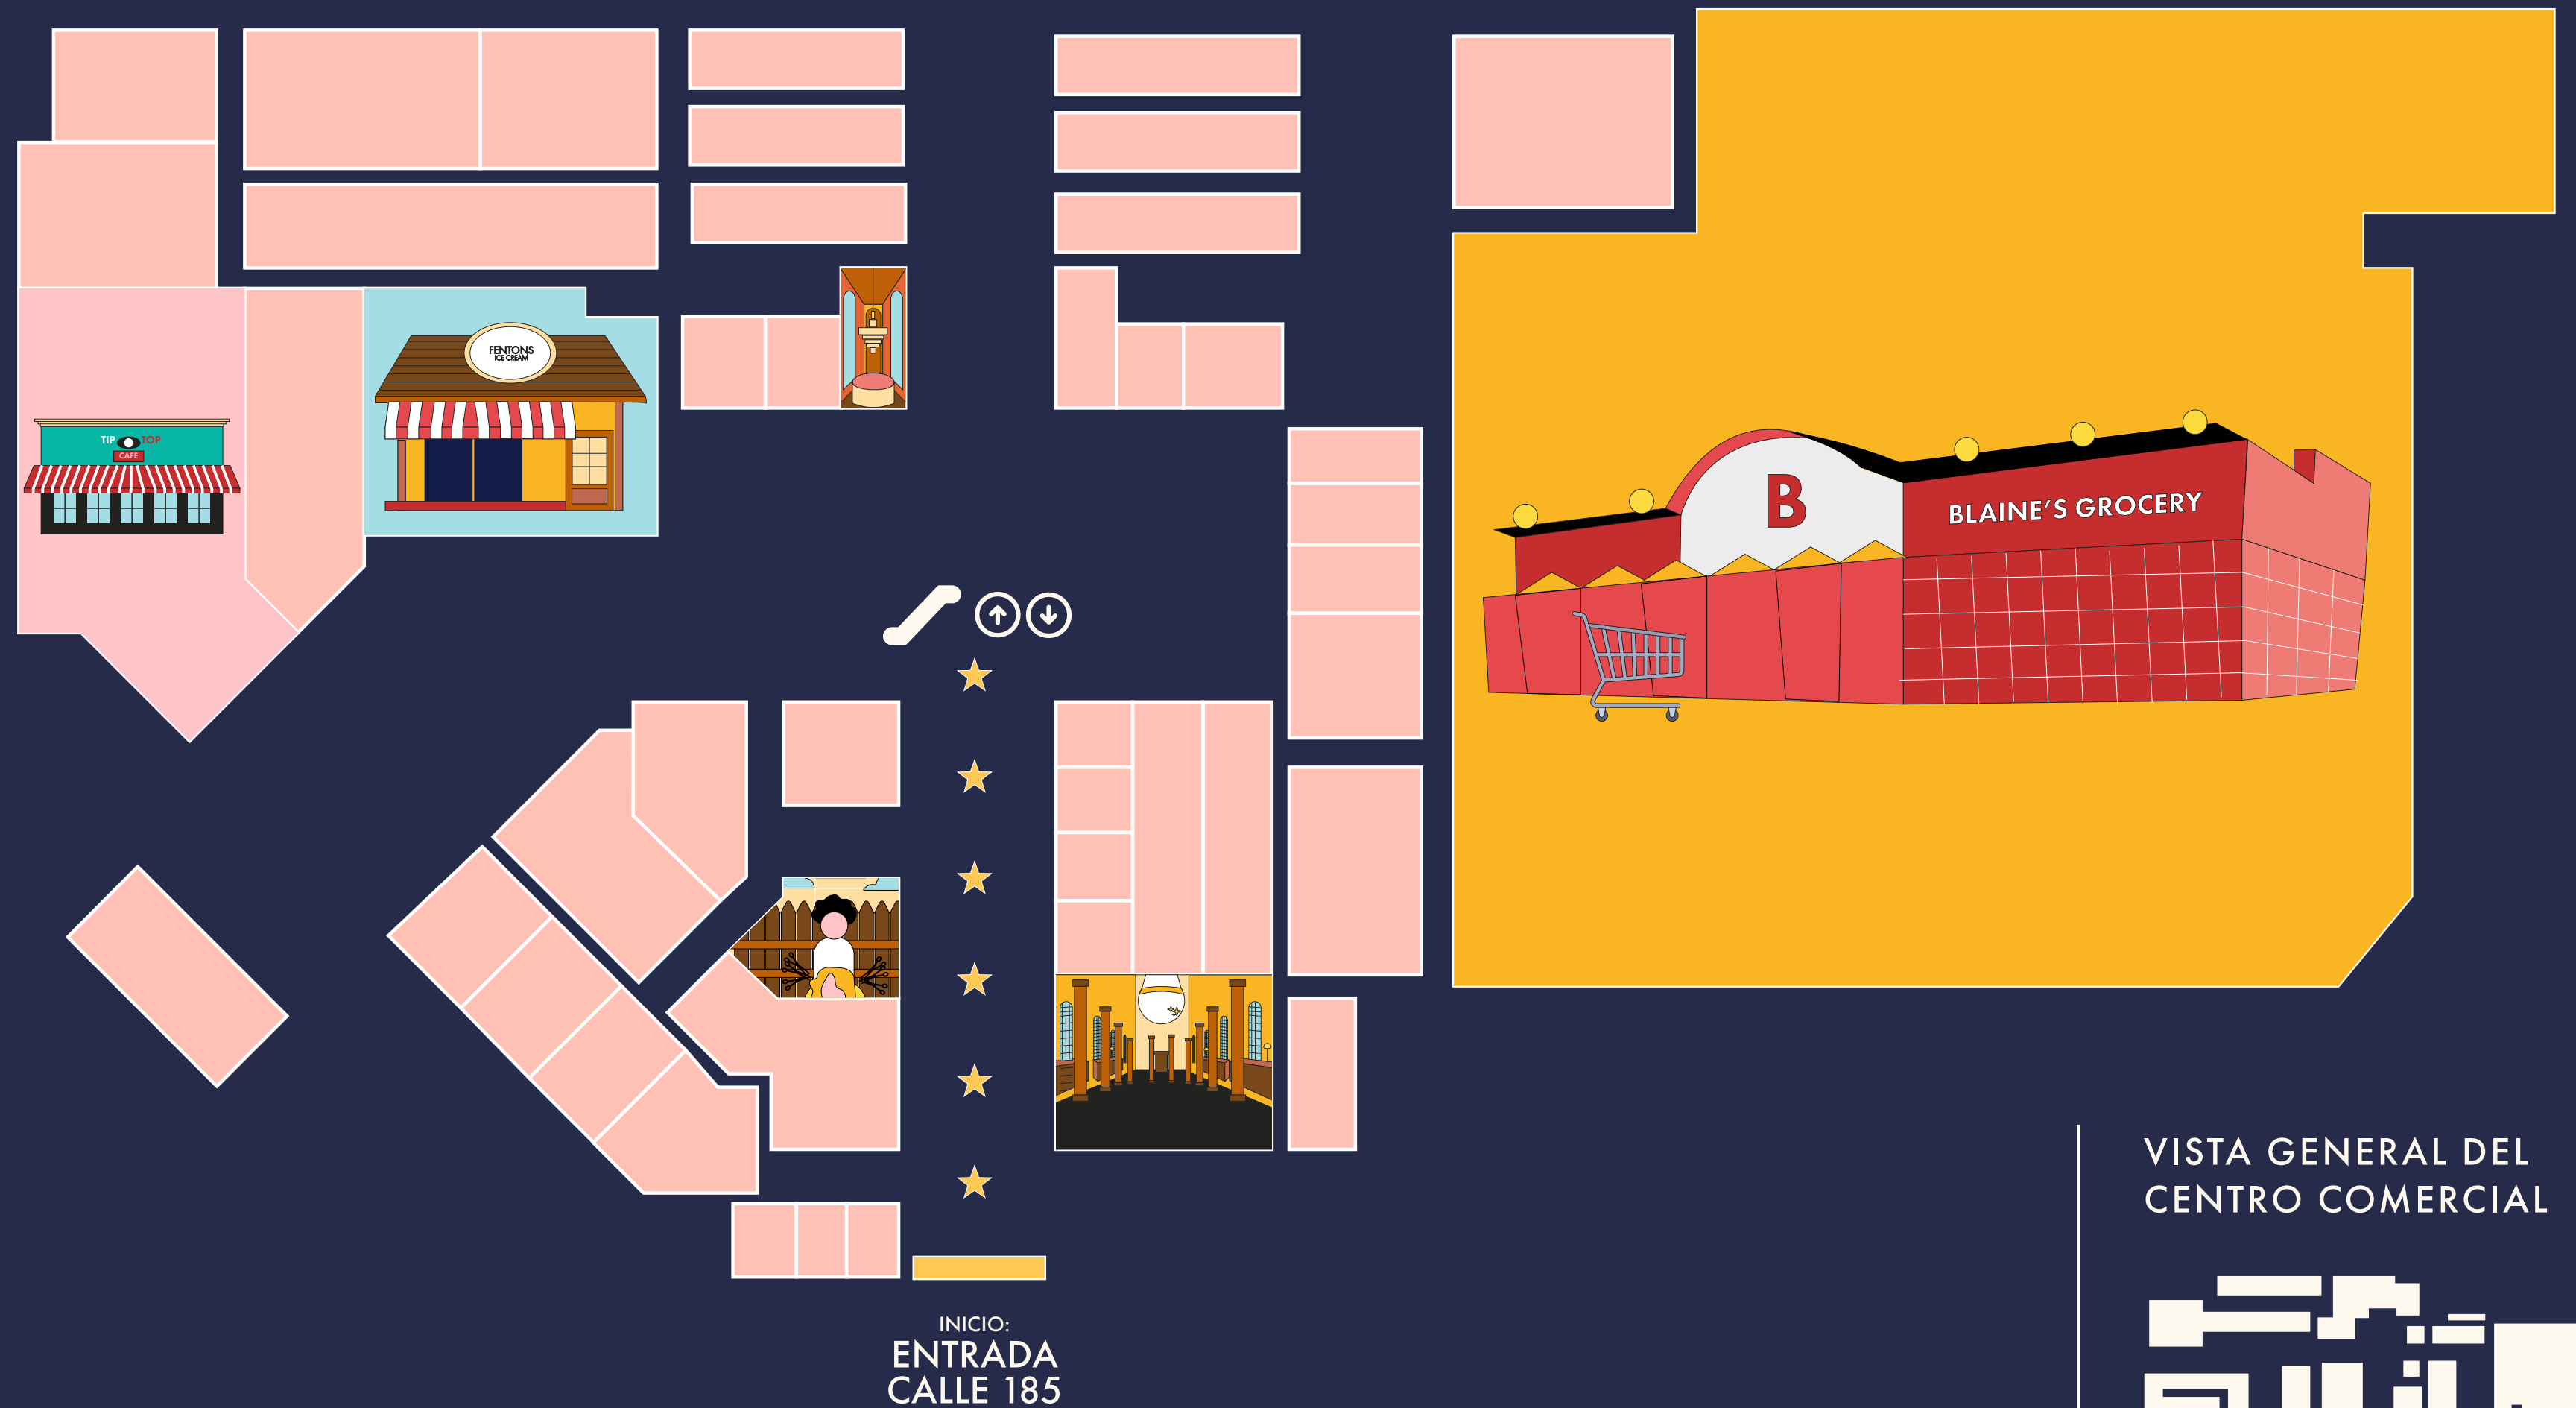 FENTONS
ICE CREAM
TIP TOP
CAFE
B
BLAINE'S GROCERY
VISTA GENERAL DEL
CENTRO COMERCIAL
INICIO:
ENTRADA
CALLE 185